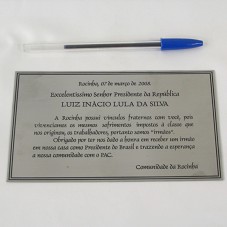 Rocinha, 07 de março de 2008
Excelentíssimo Senhor Presidente da República
LUIZ INÁCIO LULA DA SILVA
A Rocinha possui vínculos fraternos com você, pois
vivenciamos os mesmos sofrimentos impostos à classe que
nos originou, os trabalhadores, portanto somos "irmãos".
Obrigado por ter nos dado a honra em receber um irmão
em nossa casa como Presidente do Brasil e trazendo a esperança
a nossa comunidade com o PAC.
Comunidade da Rocinha